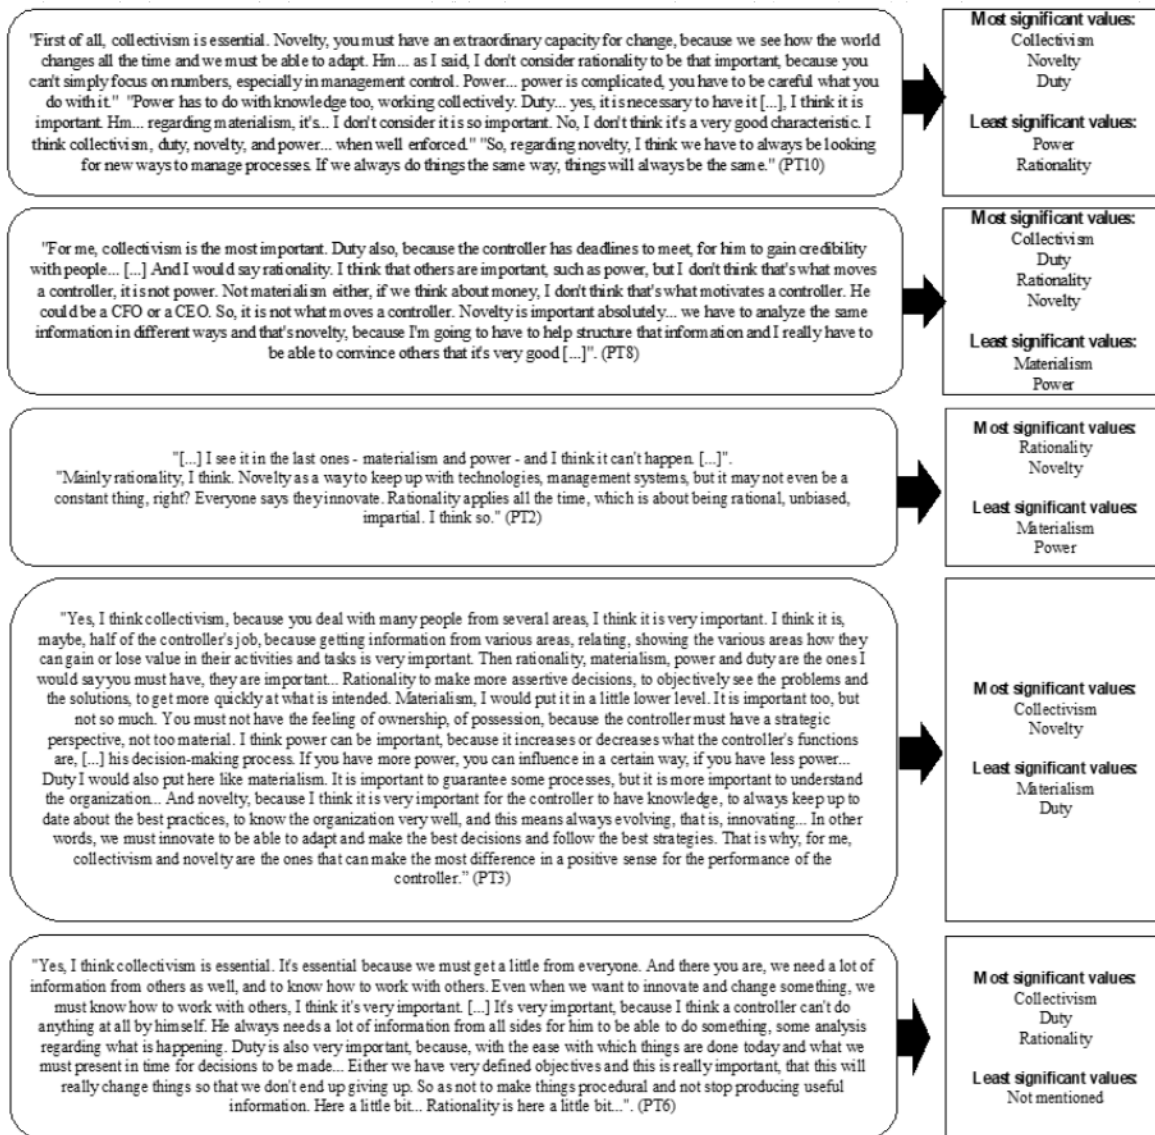 "First of all, collectivism is essential. Novelty, you must have an extraordinary capacity for change, because we see how the world
changes all the time and we must be able to adapt. Hm... as I said, I don't consider rationality to be that important, because you
can't simply focus on numbers, especially in management control. Power... power is complicated, you have to be careful what you
do with it." "Power has to do with knowledge too, working collectively. Duty... yes, it is necessary to have it [...], I think it is
important. Hm... regarding materialism, it's... I don't consider it is so important. No, I don't think it's a very good characteristic. I
think collectivism, duty, novelty, and power... when well enforced." "So, regarding novelty, I think we have to always be looking
for new ways to manage processes. If we always do things the same way, things will always be the same." (PT10)
Most significant values:
Collectivism
Novelty
Duty
Least significant values:
Power
Rationality
"For me, collectivism is the most important. Duty also, because the controller has deadlines to meet, for him to gain credibility
with people... [...] And I would say rationality. I think that others are important, such as power, but I don't think that's what moves
a controller, it is not power. Not materialism either, if we think about money, I don't think that's what motivates a controller. He
could be a CFO or a CEO. So, it is not what moves a controller. Novelty is important absolutely... we have to analyze the same
information in different ways and that's novelty, because I'm going to have to help structure that information and I really have to
be able to convince others that it's very good [...]". (PT8)
Most significant values:
Collectivism
Duty
Rationality
Novelty
Least significant values:
Materialism
Power
"[...] I see it in the last ones - materialism and power - and I think it can't happen. [...]".
"Mainly rationality, I think. Novelty as a way to keep up with technologies, management systems, but it may not even be a
constant thing, right? Everyone says they innovate. Rationality applies all the time, which is about being rational, unbiased,
impartial. I think so." (PT2)
Most significant values:
Rationality
Novelty
Least significant values:
Materialism
Power
"Yes, I think collectivism, because you deal with many people from several areas, I think it is very important. I think it is,
maybe, half of the controller's job, because getting information from various areas, relating, showing the various areas how they
can gain or lose value in their activities and tasks is very important. Then rationality, materialism, power and duty are the ones I
would say you must have, they are important... Rationality to make more assertive decisions, to objectively see the problems and
the solutions, to get more quickly at what is intended. Materialism, I would put it in a little lower level. It is important too, but
not so much. You must not have the feeling of ownership, of possession, because the controller must have a strategic
perspective, not too material. I think power can be important, because it increases or decreases what the controller's functions
are, [...] his decision-making process. If you have more power, you can influence in a certain way, if you have less power...
Duty I would also put here like materialism. It is important to guarantee some processes, but it is more important to understand
the organization... And novelty, because I think it is very important for the controller to have knowledge, to always keep up to
date about the best practices, to know the organization very well, and this means always evolving, that is, innovating... In other
words, we must innovate to be able to adapt and make the best decisions and follow the best strategies. That is why, for me,
collectivism and novelty are the ones that can make the most difference in a positive sense for the performance of the
controller." (PT3)
Most significant values:
Collectivism
Novelty
Least significant values:
Materialism
Duty
"Yes, I think collectivism is essential. It's essential because we must get a little from everyone. And there you are, we need a lot of
information from others as well, and to know how to work with others. Even when we want to innovate and change something, we
must know how to work with others, I think it's very important. [...] It's very important, because I think a controller can't do
anything at all by himself. He always needs a lot of information from all sides for him to be able to do something, some analysis
regarding what is happening. Duty is also very important, because, with the ease with which things are done today and what we
must present in time for decisions to be made... Either we have very defined objectives and this is really important, that this will
really change things so that we don't end up giving up. So as not to make things procedural and not stop producing useful
information. Here a little bit... Rationality is here a little bit...". (PT6)
Most significant values:
Collectivism
Duty
Rationality
Least significant values:
Not mentioned